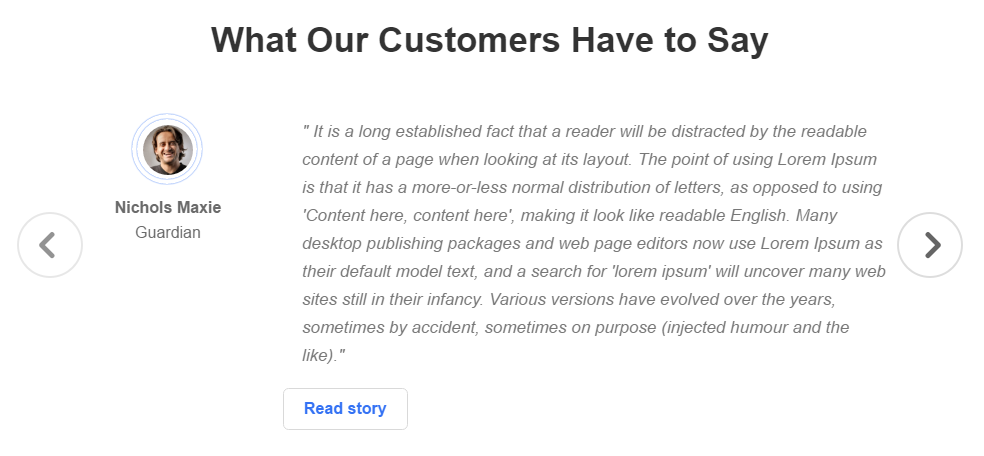 What Our Customers Have to Say
Nichols Maxie
Guardian
" It is a long established fact that a reader will be distracted by the readable
content of a page when looking at its layout. The point of using Lorem Ipsum
is that it has a more-or-less normal distribution of letters, as opposed to using
'Content here, content here', making it look like readable English. Many
desktop publishing packages and web page editors now use Lorem Ipsum as
their default model text, and a search for 'lorem ipsum' will uncover many web
sites still in their infancy. Various versions have evolved over the years,
sometimes by accident, sometimes on purpose (injected humour and the
like)."
Read story